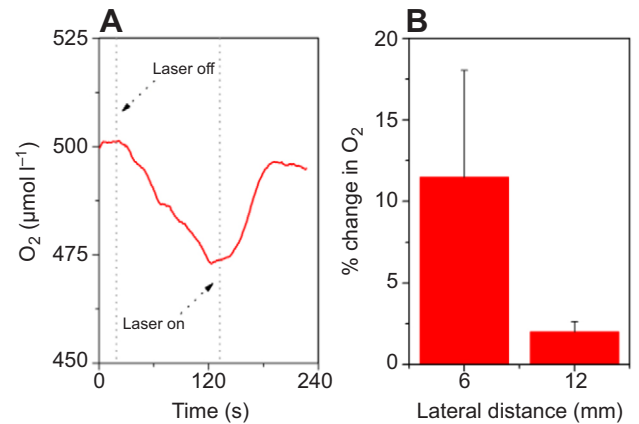 A
525
500
475
450
O2 (µmol l−1)
Laser off
Laser on
0
120
240
Time (s)
B
20
15
10
5
0
% change in O2
6
12
Lateral distance (mm)